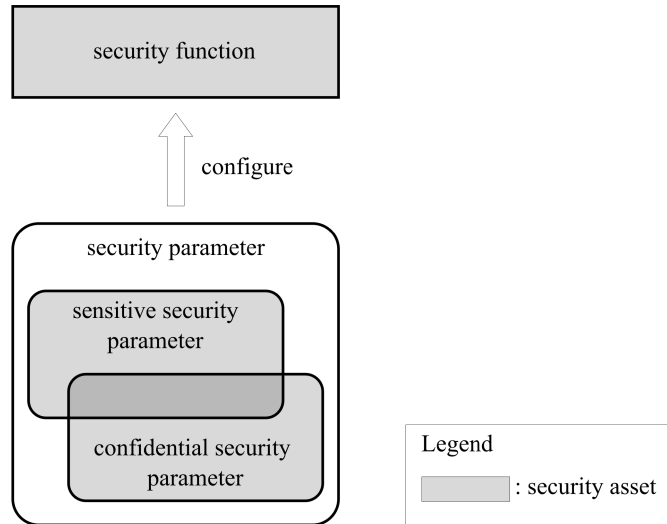 security function
configure
security parameter
sensitive security
parameter
confidential security
parameter
Legend
: security asset